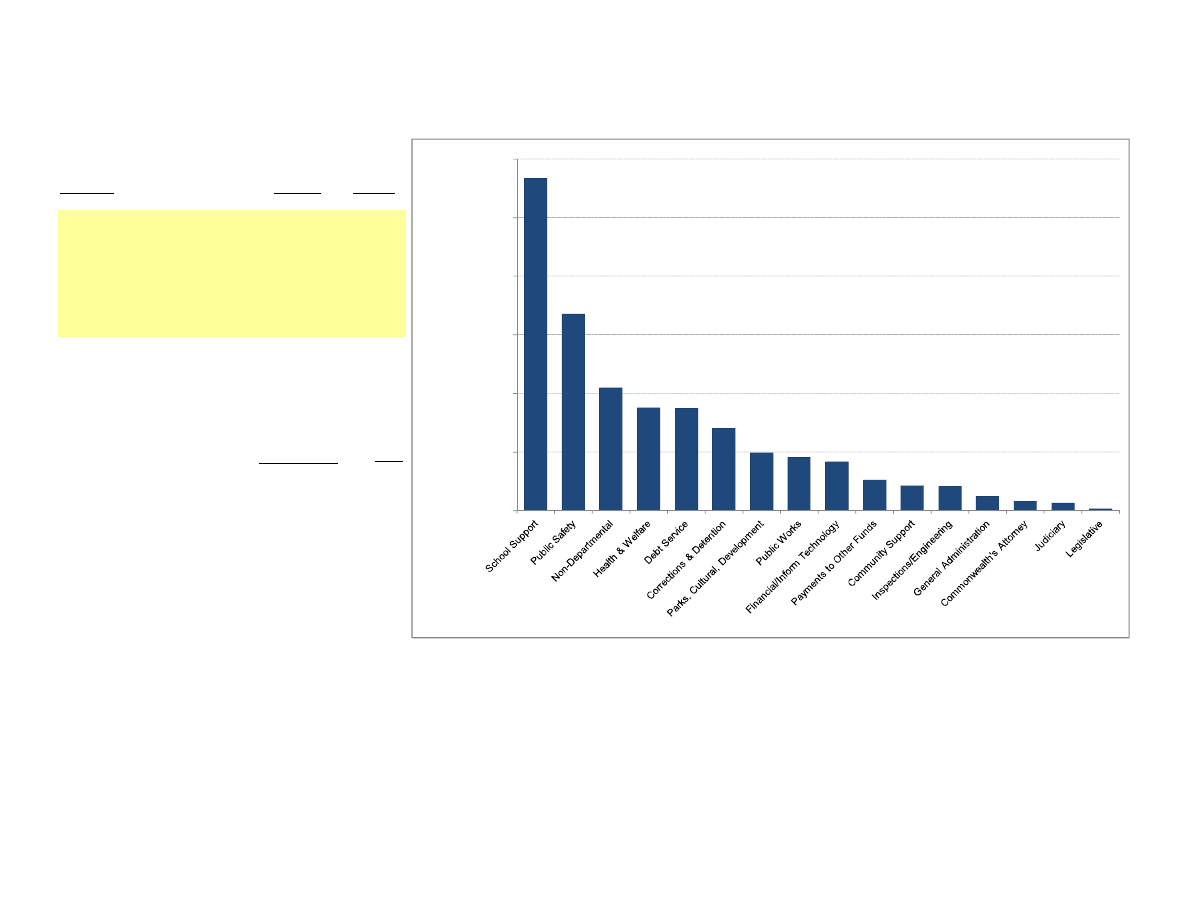 School Support
Public Safety
Non-Departmental
Health & Welfare
Debt Service
Corrections & Detention
Parks, Cultural, Development
Public Works
Financial/Inform Technology
Payments to Other Funds
Community Support
Inspections/Engineering
General Administration
Commonwealth's Attorney
Judiciary
Legislative